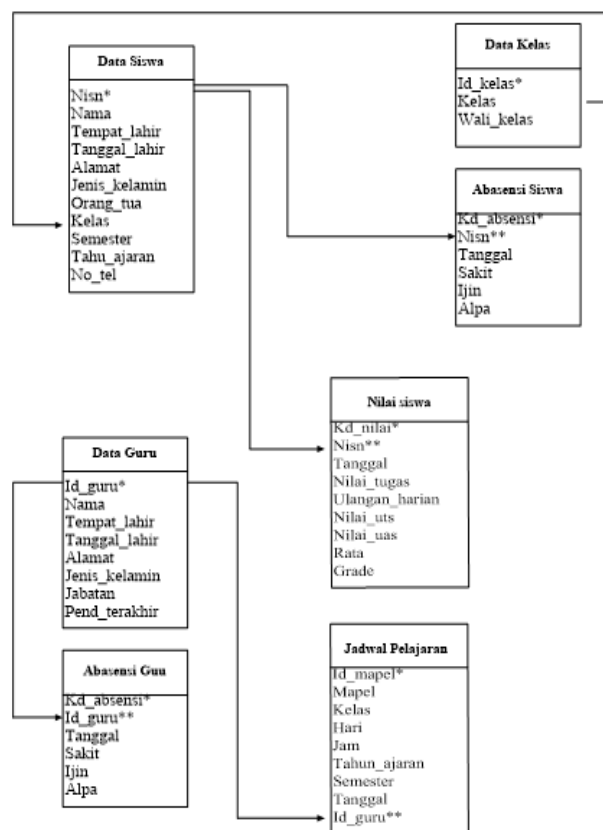 Data Siswa
Nisn*
Nama
Tempat_lahir
Tanggal_lahir
Alamat
Jenis_kelamin
Orang_tua
Kelas
Semester
Tahu_ajaran
No_tel
Data Kelas
Id_kelas*
Kelas
Wali_kelas
Abasensi Siswa
Kd_absensi*
Nisn**
Tanggal
Sakit
Ijin
Alpa
Nilai siswa
Kd_nilai*
Nisn**
Tanggal
Nilai_tugas
Ulangan_harian
Nilai_uts
Nilai_uas
Rata
Grade
Data Guru
Id_guru*
Nama
Tempat_lahir
Tanggal_lahir
Alamat
Jenis_kelamin
Jabatan
Pend_terakhir
Abasensi Guu
Kd_absensi*
Id_guru**
Tanggal
Sakit
Ijin
Alpa
Jadwal Pelajaran
Id_mapel*
Mapel
Kelas
Hari
Jam
Tahun_ajaran
Semester
Tanggal
Id_guru**